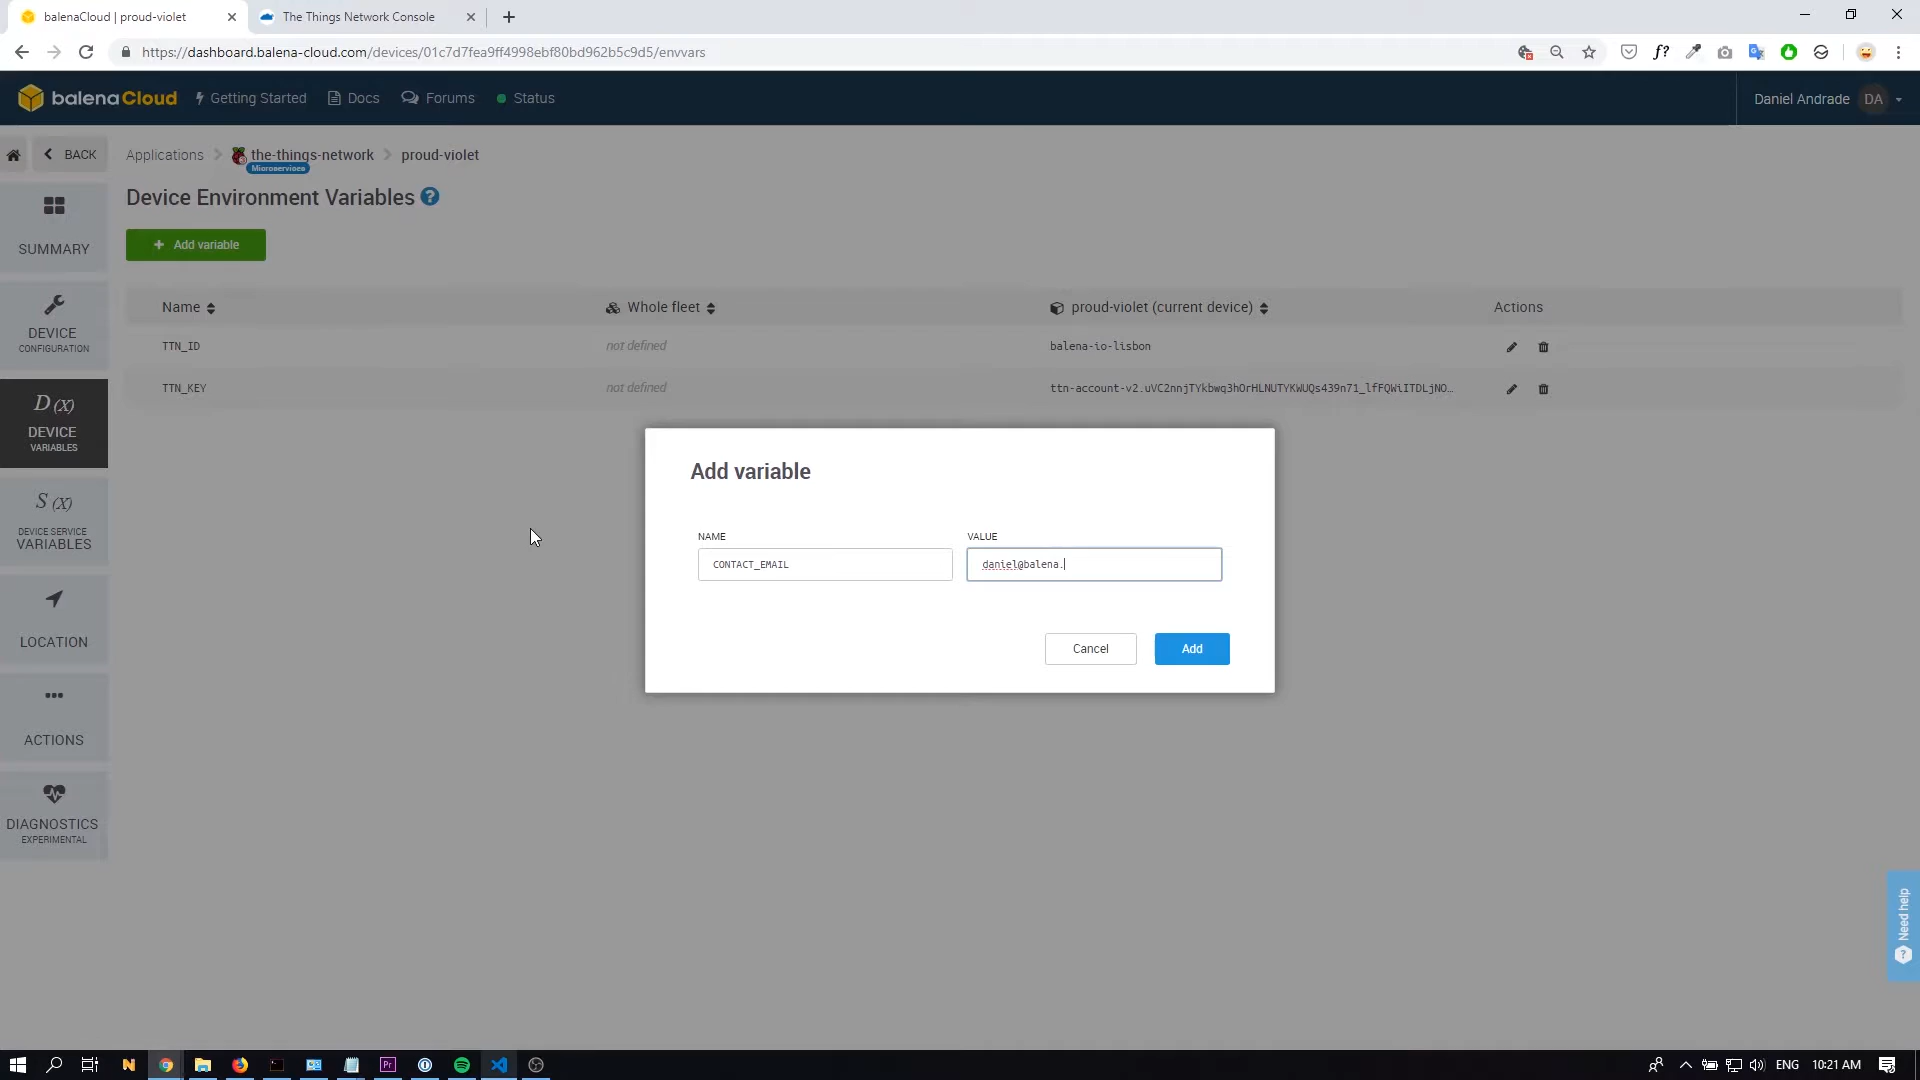 balenaCloud | proud-violet
The Things Network Console
https://dashboard.balena-cloud.com/devices/01c7d7fea9ff4998ebf80bd962b5c9d5/envvars
balenaCloud
Getting Started
Docs
Forums
Status
Daniel Andrade
DA
BACK
Applications
the-things-network
Microservices
proud-violet
Device Environment Variables
Add variable
Name
Whole fleet
proud-violet (current device)
Actions
TTN_ID
not defined
balena-io-lisbon
TTN_KEY
not defined
ttn-account-v2.uVC2nnjTYkbwq3hOrHLNUTYKWUQs439n71_lfFQWiITDLjNO…
SUMMARY
DEVICE
CONFIGURATION
D (X)
DEVICE
VARIABLES
S (X)
DEVICE SERVICE
VARIABLES
LOCATION
ACTIONS
DIAGNOSTICS
EXPERIMENTAL
Add variable
NAME
VALUE
CONTACT_EMAIL
daniel@balena.
Cancel
Add
Need help
ENG
10:21 AM